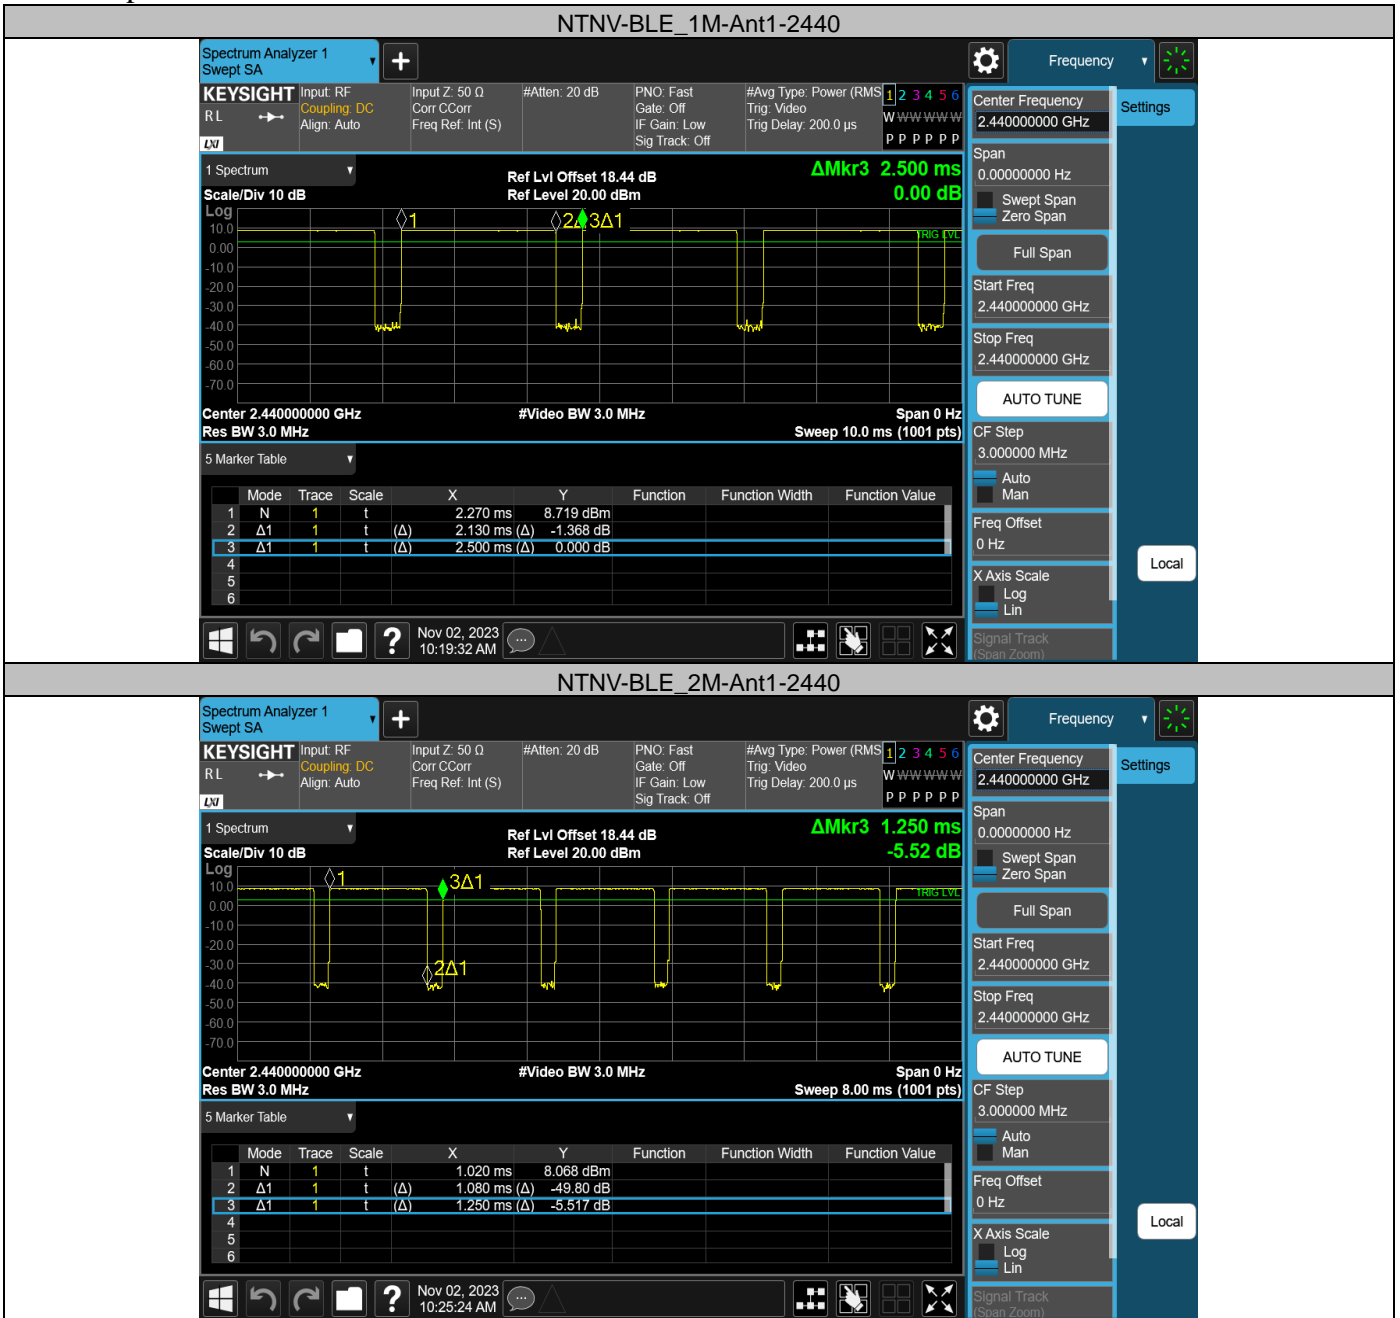 NTNV-BLE_1M-Ant1-2440
Spectrum Analyzer 1
Swept SA
Frequency
KEYSIGHT
RL
LXI
Input: RF
Coupling: DC
Align: Auto
Input Z: 50 Ω
Corr CCorr
Freq Ref: Int (S)
#Atten: 20 dB
PNO: Fast
Gate: Off
IF Gain: Low
Sig Track: Off
#Avg Type: Power (RMS
Trig: Video
Trig Delay: 200.0 µs
1 2 3 4 5 6
W W W W W W
P P P P P P
Center Frequency
2.440000000 GHz
Settings
1 Spectrum
Scale/Div 10 dB
Ref Lvl Offset 18.44 dB
Ref Level 20.00 dBm
ΔMkr3 2.500 ms
0.00 dB
Log
10.0
0.00
-10.0
-20.0
-30.0
-40.0
-50.0
-60.0
-70.0
1
2Δ 3Δ1
TRIG LVL
Center 2.440000000 GHz
Res BW 3.0 MHz
#Video BW 3.0 MHz
Span 0 Hz
Sweep 10.0 ms (1001 pts)
Span
0.00000000 Hz
Swept Span
Zero Span
Full Span
Start Freq
2.440000000 GHz
Stop Freq
2.440000000 GHz
AUTO TUNE
CF Step
3.000000 MHz
Auto
Man
Freq Offset
0 Hz
X Axis Scale
Log
Lin
Signal Track
(Span Zoom)
Local
5 Marker Table
Mode Trace Scale X Y Function Function Width Function Value
1 N 1 t 2.270 ms 8.719 dBm
2 Δ1 1 t (Δ) 2.130 ms (Δ) -1.368 dB
3 Δ1 1 t (Δ) 2.500 ms (Δ) 0.000 dB
4
5
6
?
Nov 02, 2023
10:19:32 AM
NTNV-BLE_2M-Ant1-2440
Spectrum Analyzer 1
Swept SA
Frequency
KEYSIGHT
RL
LXI
Input: RF
Coupling: DC
Align: Auto
Input Z: 50 Ω
Corr CCorr
Freq Ref: Int (S)
#Atten: 20 dB
PNO: Fast
Gate: Off
IF Gain: Low
Sig Track: Off
#Avg Type: Power (RMS
Trig: Video
Trig Delay: 200.0 µs
1 2 3 4 5 6
W W W W W W
P P P P P P
Center Frequency
2.440000000 GHz
Settings
1 Spectrum
Scale/Div 10 dB
Ref Lvl Offset 18.44 dB
Ref Level 20.00 dBm
ΔMkr3 1.250 ms
-5.52 dB
Log
10.0
0.00
-10.0
-20.0
-30.0
-40.0
-50.0
-60.0
-70.0
1
3Δ1
2Δ1
TRIG LVL
Center 2.440000000 GHz
Res BW 3.0 MHz
#Video BW 3.0 MHz
Span 0 Hz
Sweep 8.00 ms (1001 pts)
Span
0.00000000 Hz
Swept Span
Zero Span
Full Span
Start Freq
2.440000000 GHz
Stop Freq
2.440000000 GHz
AUTO TUNE
CF Step
3.000000 MHz
Auto
Man
Freq Offset
0 Hz
X Axis Scale
Log
Lin
Signal Track
(Span Zoom)
Local
5 Marker Table
Mode Trace Scale X Y Function Function Width Function Value
1 N 1 t 1.020 ms 8.068 dBm
2 Δ1 1 t (Δ) 1.080 ms (Δ) -49.80 dB
3 Δ1 1 t (Δ) 1.250 ms (Δ) -5.517 dB
4
5
6
?
Nov 02, 2023
10:25:24 AM